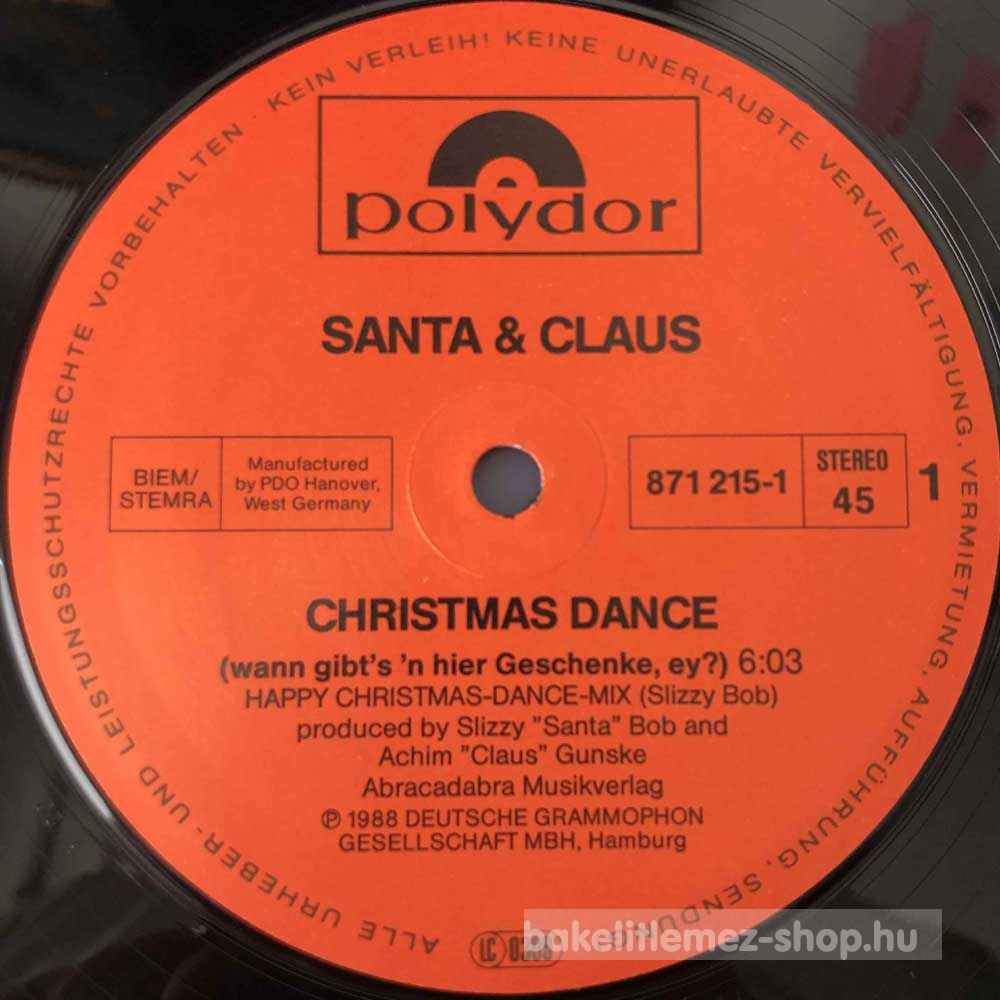 ALLE URHEBER- UND LEISTUNGSSCHUTZRECHTE VORBEHALTEN KEIN VERLEIH! KEINE UNERLAUBTE VERVIELFÄLTIGUNG, VERMIETUNG, AUFFÜHRUNG,
polydor
SANTA & CLAUS
BIEM/
STEMRA
Manufactured
by PDO Hanover,
West Germany
871 215-1
STEREO
45
1
CHRISTMAS DANCE
(wann gibt's 'n hier Geschenke, ey?) 6:03
HAPPY CHRISTMAS-DANCE-MIX (Slizzy Bob)
produced by Slizzy "Santa" Bob and
Achim "Claus" Gunske
Abracadabra Musikverlag
℗ 1988 DEUTSCHE GRAMMOPHON
GESELLSCHAFT MBH, Hamburg
LC
bakelitlemez-shop.hu